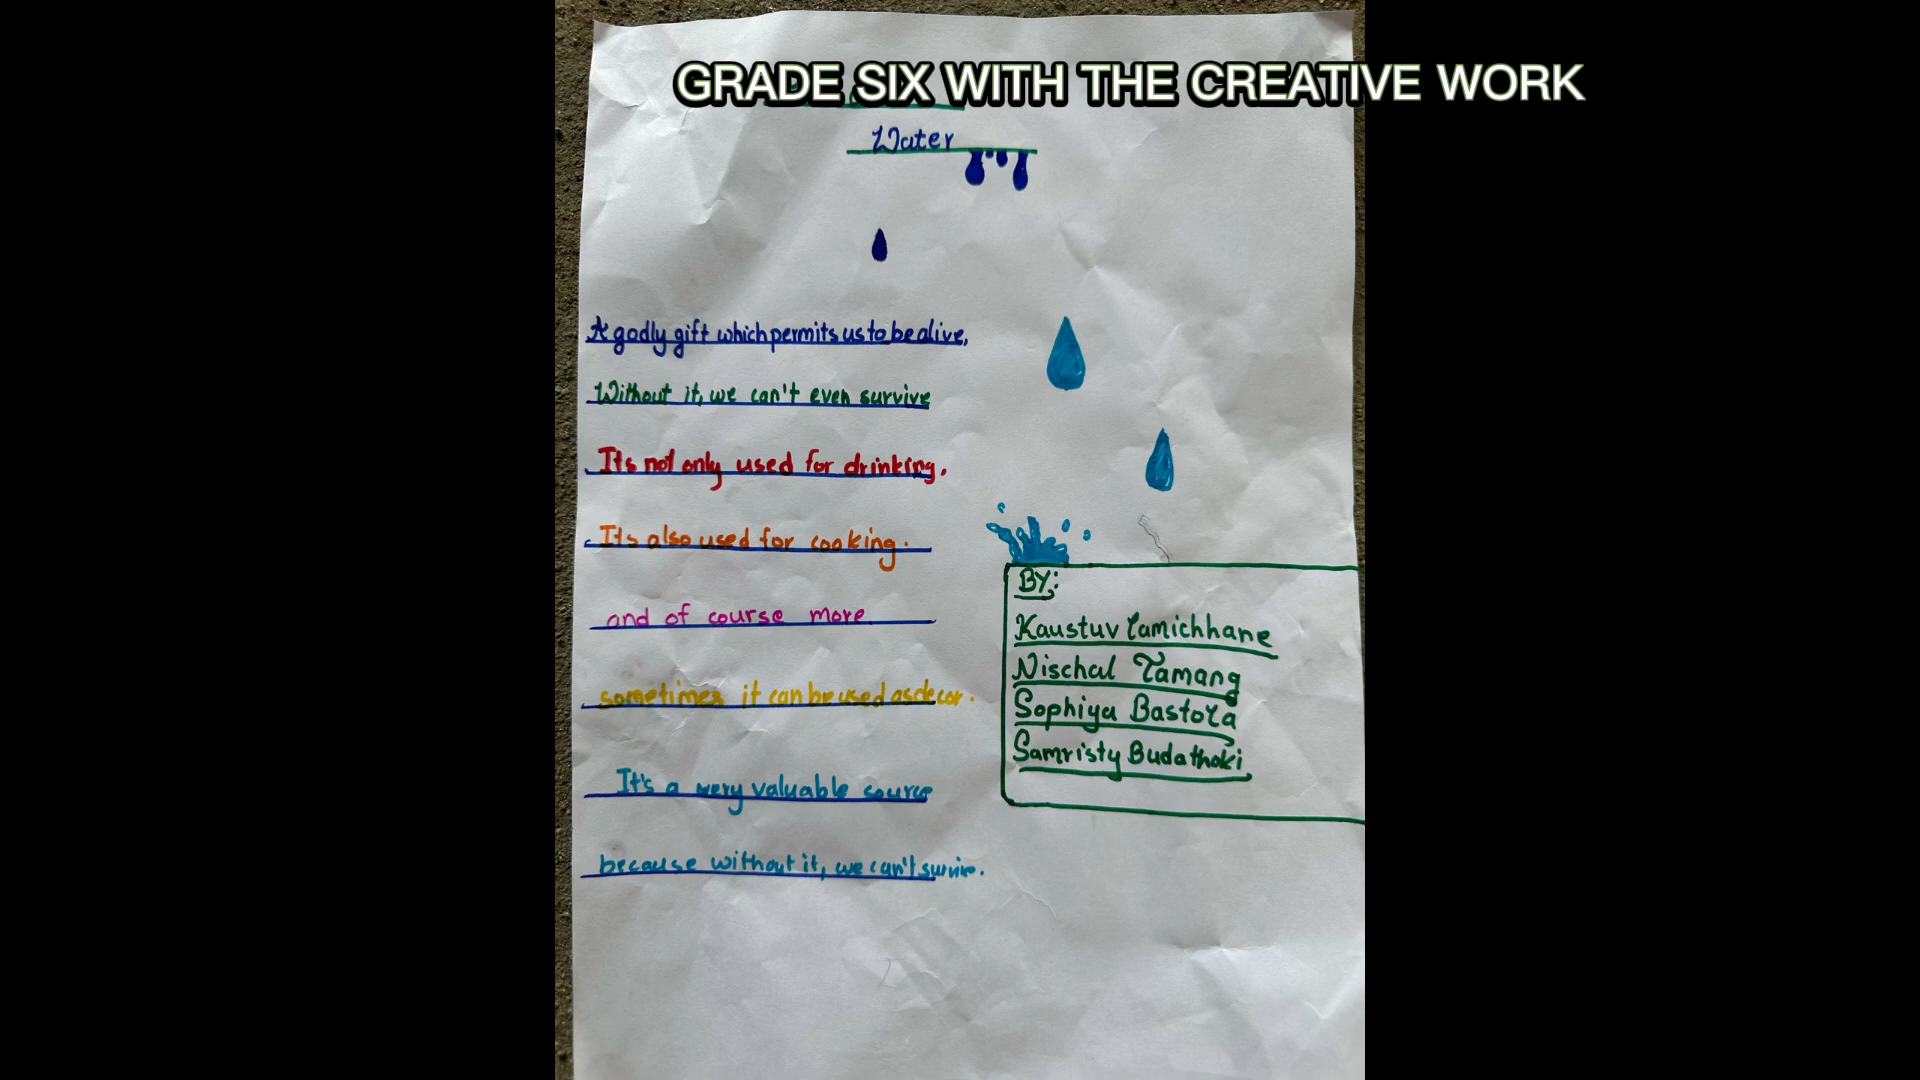 GRADE SIX WITH THE CREATIVE WORK
Water
A godly gift which permits us to be alive,
Without it, we can't even survive
Its not only used for drinking.
Its also used for cooking.
and of course more
sometimes it can be used as decor.
It's a very valuable source
because without it, we can't survive.
BY:
Kaustuv Lamichhane
Nischal Tamang
Sophiya Bastola
Samristy Budathoki